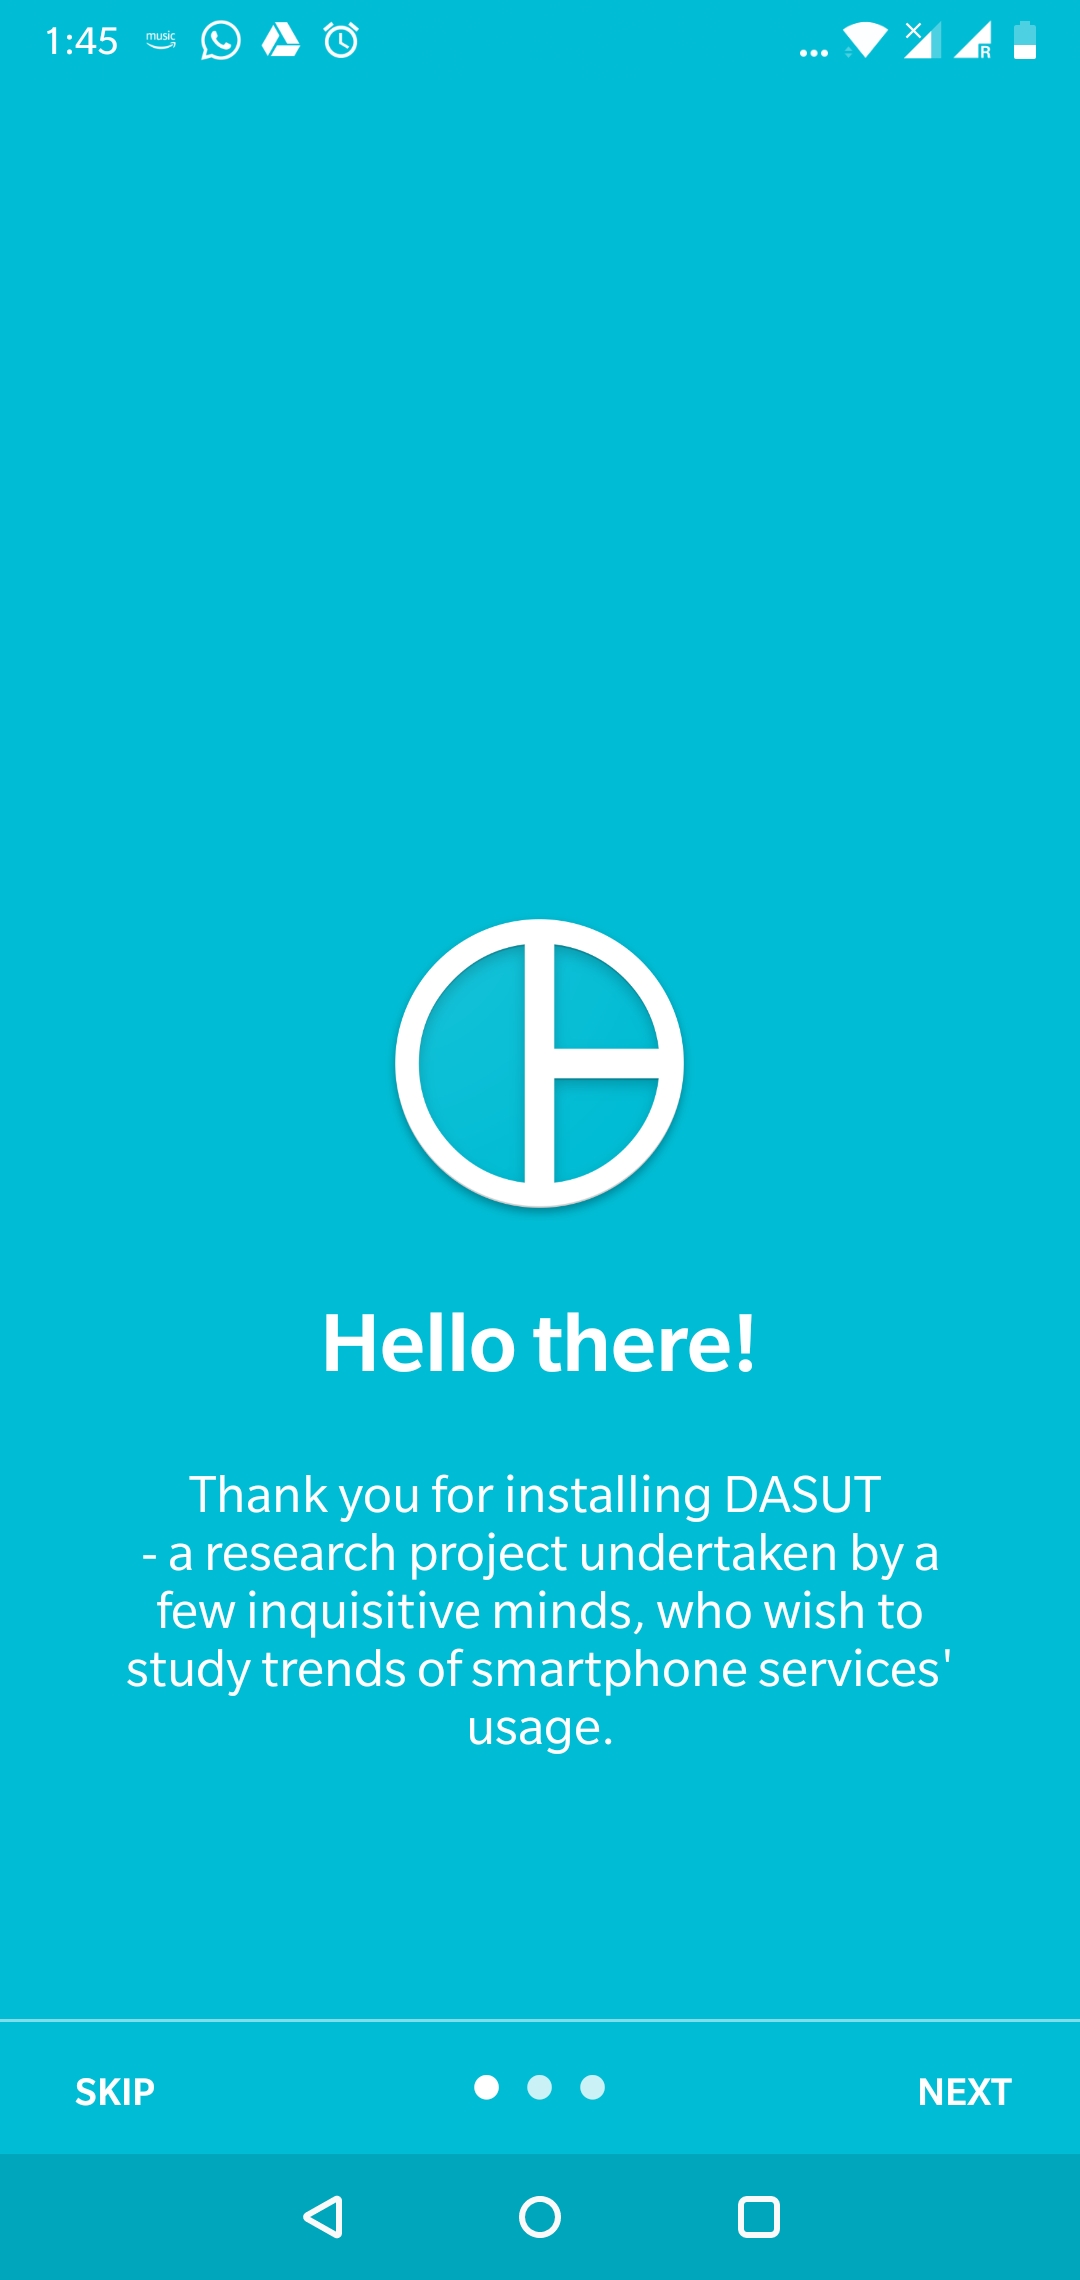 1:45
music
R
Hello there!
Thank you for installing DASUT
- a research project undertaken by a
few inquisitive minds, who wish to
study trends of smartphone services'
usage.
SKIP
NEXT